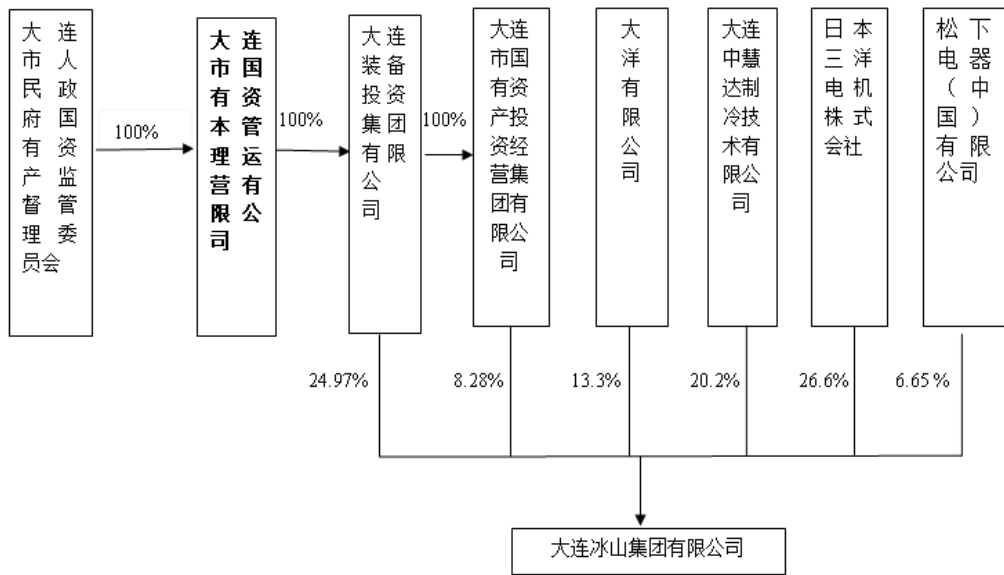 大连
市人
民政
府国
有资
产监
督管
理委
员会
100%
大连
市国
有资
本管
理运
营有
限公
司
100%
大连
装备
投资
集团
有限
公
司
100%
大连
市国
有资
产投
资经
营集
团有
限公
司
大
洋
有
限
公
司
大连
中慧
达制
冷技
术有
限公
司
日本
三洋
电机
株式
会社
松下
电器
（中
国）
有限
公司
24.97%
8.28%
13.3%
20.2%
26.6%
6.65 %
大连冰山集团有限公司